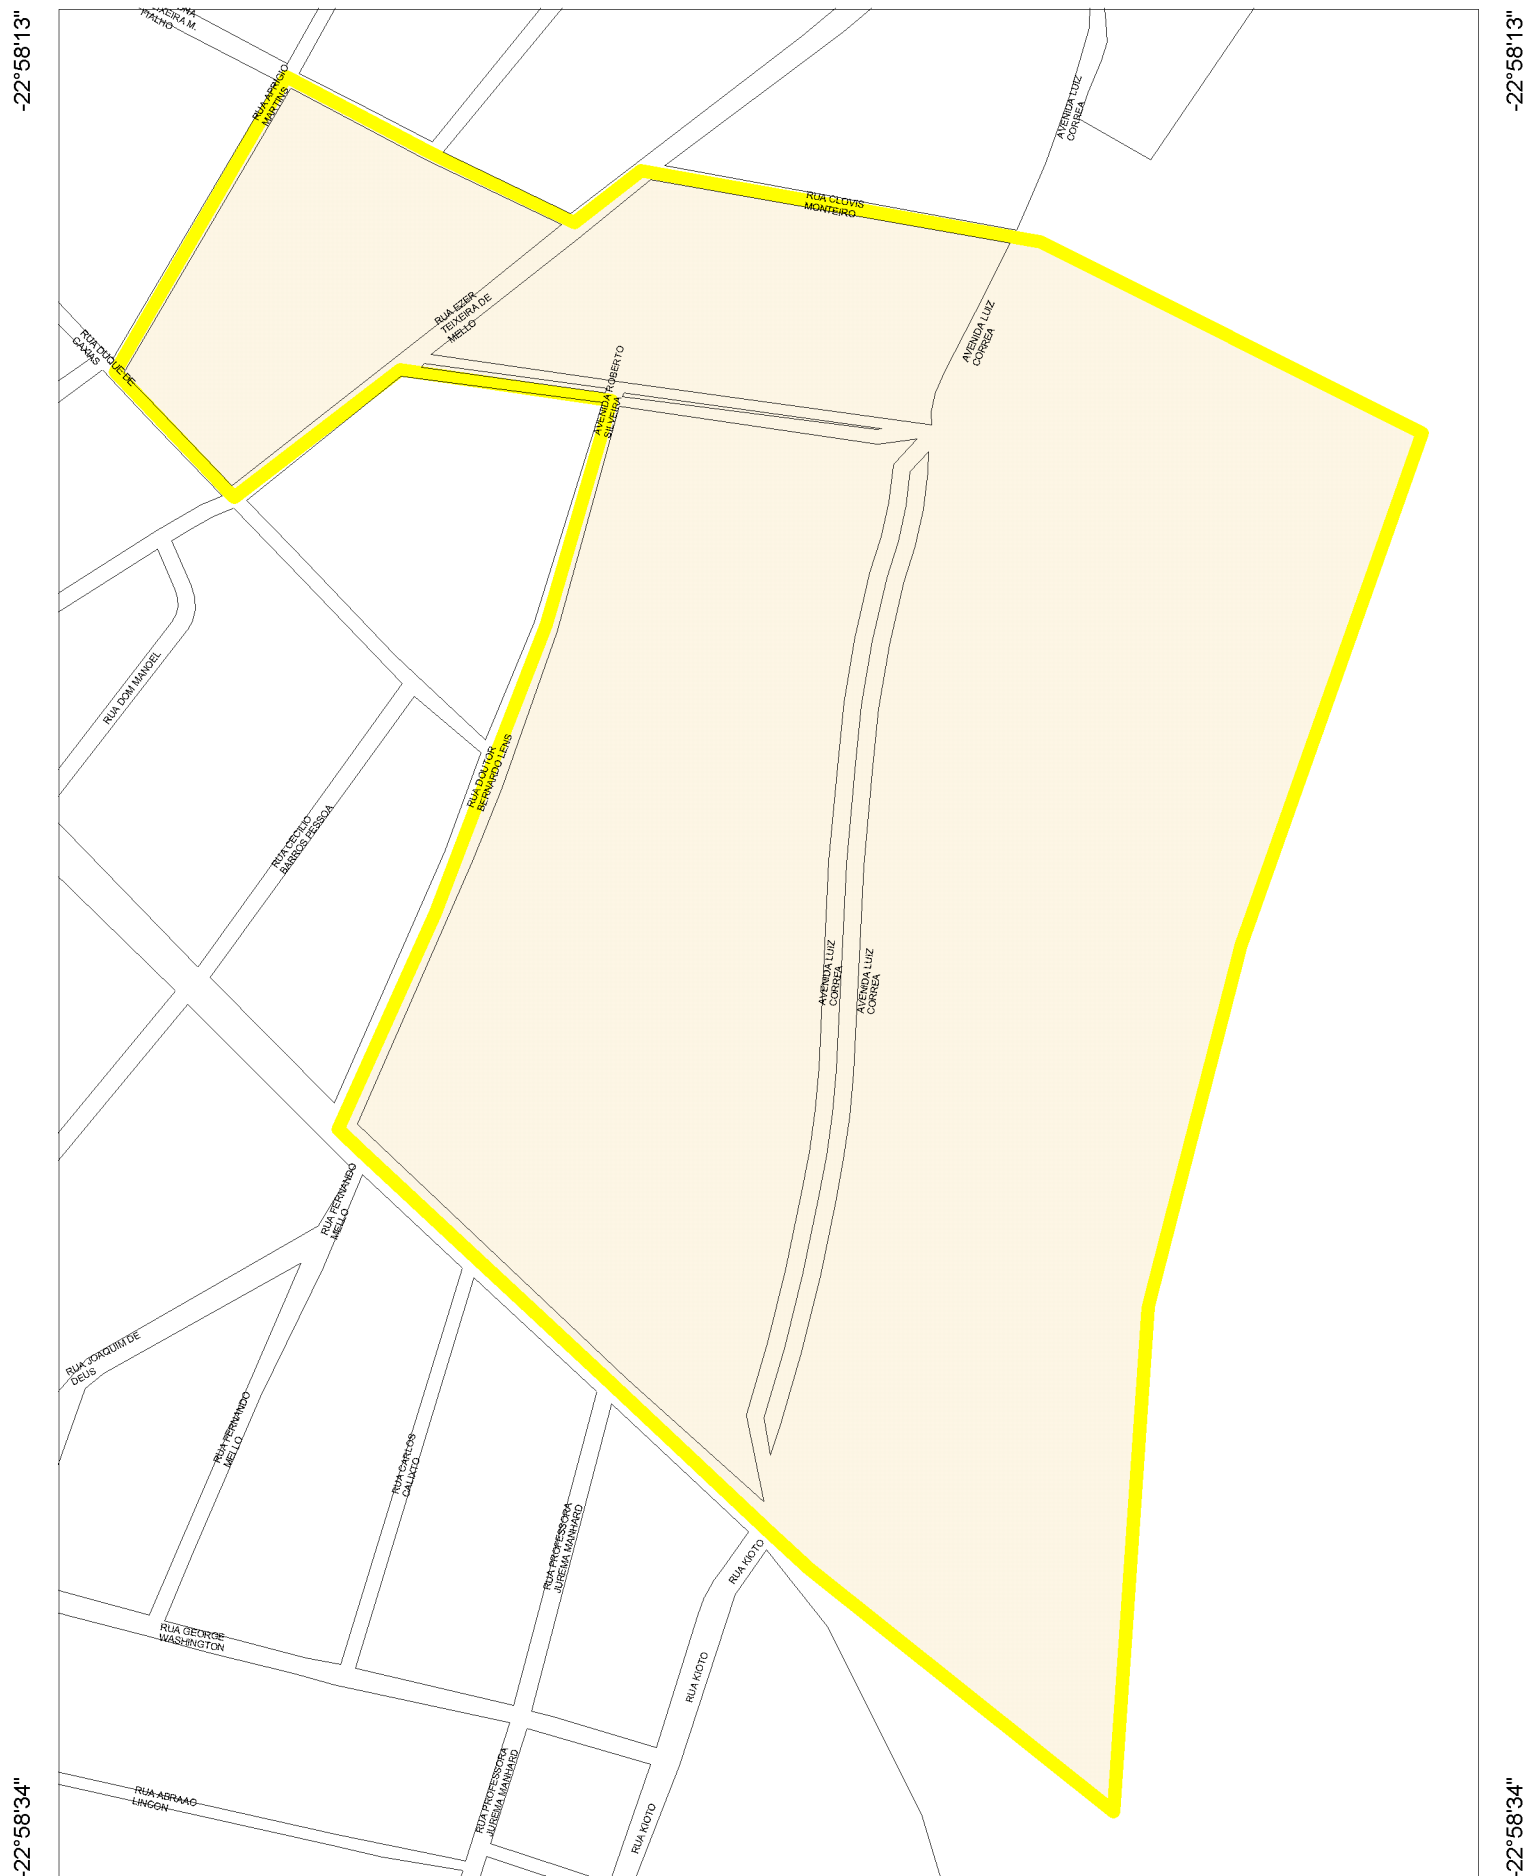 -22°58'13"
-22°58'13"
TEIXEIRA M.
FIALHO
RUA APRIGIO
MARTINS
AVENIDA LUIZ
CORREA
RUA CLOVIS
MONTEIRO
RUA EZER
TEIXEIRA DE
MELLO
AVENIDA LUIZ
CORREA
RUA DUQUE DE
CAXIAS
AVENIDA ROBERTO
SILVEIRA
RUA DOM MANOEL
RUA DOUTOR
BERNARDO LENS
RUA CECILIO
BARROS PESSOA
AVENIDA LUIZ
CORREA
AVENIDA LUIZ
CORREA
RUA FERNANDO
MELLO
RUA JOAQUIM DE
DEUS
RUA FERNANDO
MELLO
RUA CARLOS
CALIXTO
RUA PROFESSORA
JUREMA MANHARD
RUA KIOTO
RUA GEORGE
WASHINGTON
RUA KIOTO
RUA PROFESSORA
JUREMA MANHARD
RUA ABRAAO
LINCON
RUA KIOTO
-22°58'34"
-22°58'34"